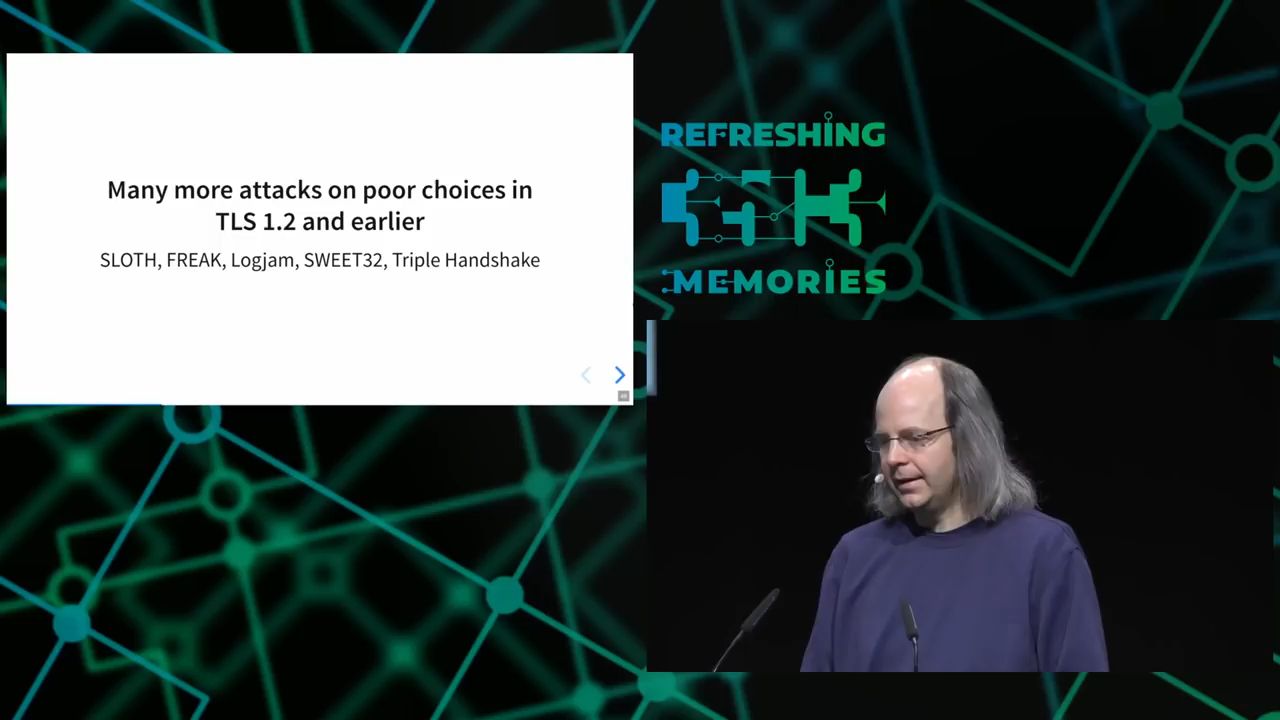 Many more attacks on poor choices in
TLS 1.2 and earlier
SLOTH, FREAK, Logjam, SWEET32, Triple Handshake
REFRESHING
MEMORIES